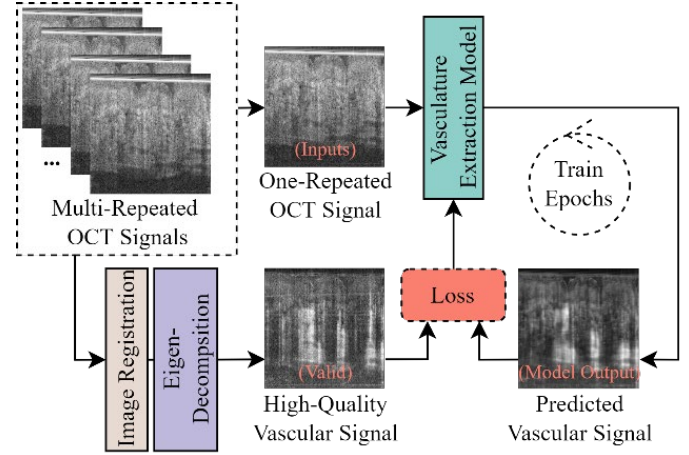 ...
Multi-Repeated
OCT Signals
(Inputs)
One-Repeated
OCT Signal
Vasculature
Extraction Model
Train
Epochs
Image Registration
Eigen-
Decompsition
(Valid)
High-Quality
Vascular Signal
Loss
(Model Output)
Predicted
Vascular Signal